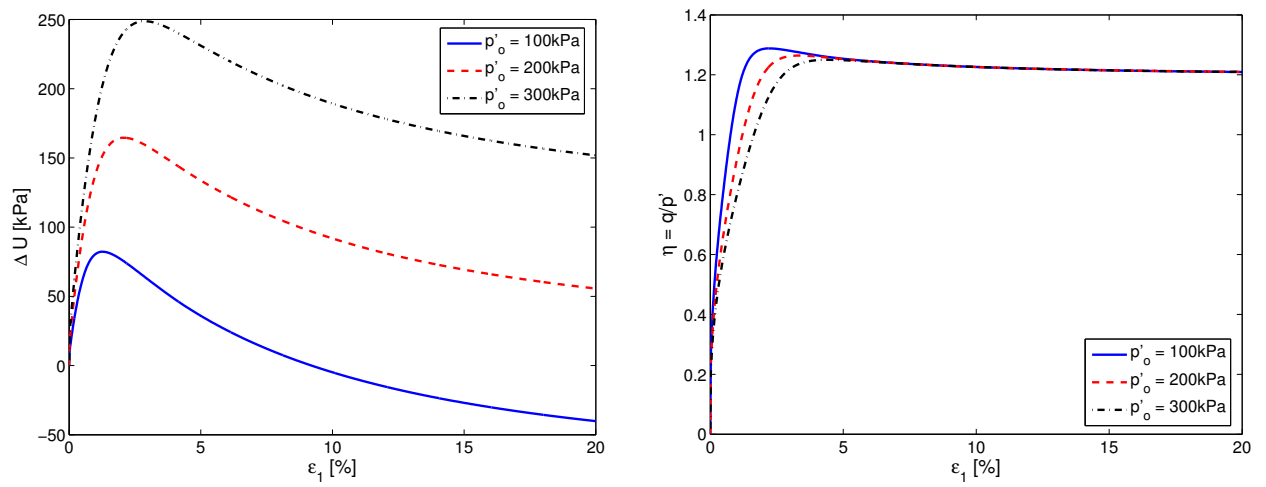 250
200
150
100
50
0
−50
0 5 10 15 20
ε1 [%]
Δ U [kPa]
p'o = 100kPa
p'o = 200kPa
p'o = 300kPa
1.4
1.2
1
0.8
0.6
0.4
0.2
0
0 5 10 15 20
ε1 [%]
η = q/p'
p'o = 100kPa
p'o = 200kPa
p'o = 300kPa